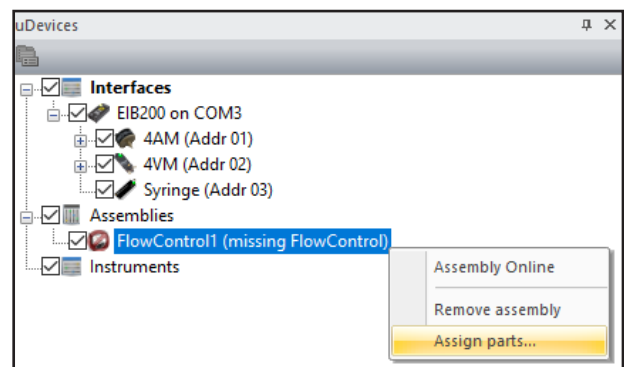 uDevices
Interfaces
EIB200 on COM3
4AM (Addr 01)
4VM (Addr 02)
Syringe (Addr 03)
Assemblies
FlowControl1 (missing FlowControl)
Instruments
Assembly Online
Remove assembly
Assign parts...